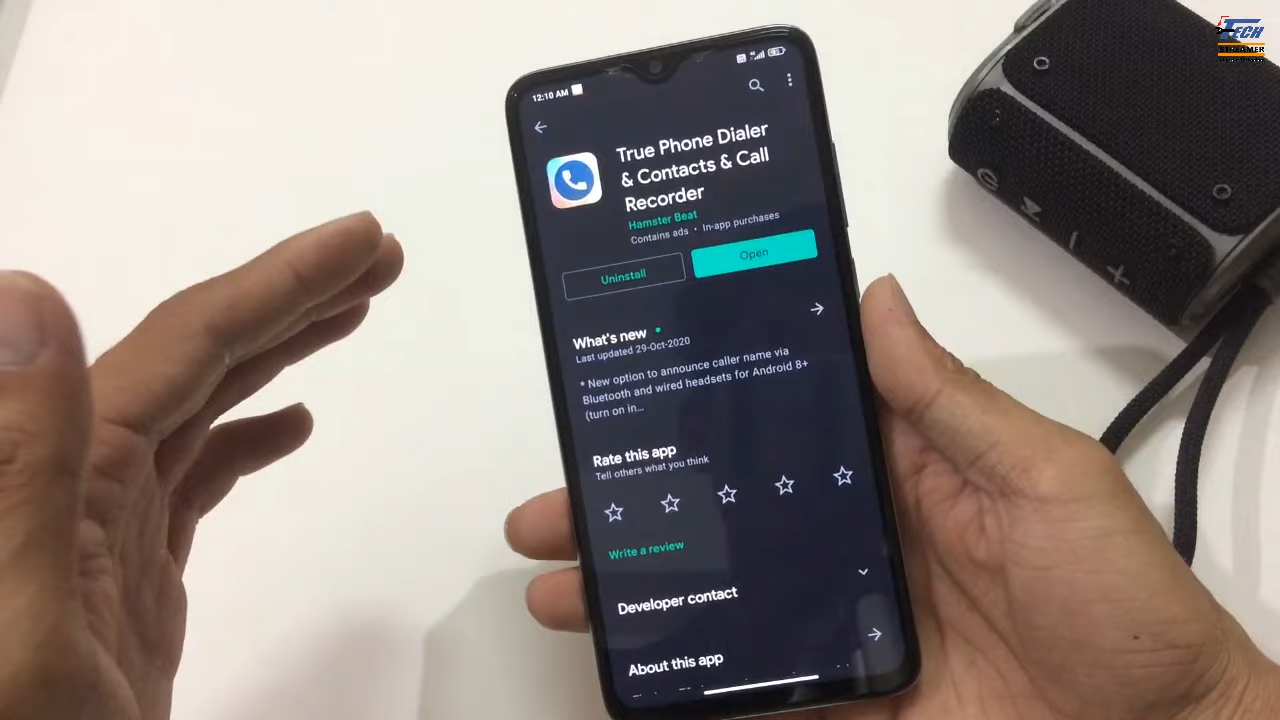 12:10 AM
True Phone Dialer
& Contacts & Call
Recorder
Hamster Beat
Contains ads • In-app purchases
Uninstall
Open
What's new
Last updated 29-Oct-2020
* New option to announce caller name via
Bluetooth and wired headsets for Android 8+
(turn on in...
Rate this app
Tell others what you think
Write a review
Developer contact
About this app
TECH
STREAMER